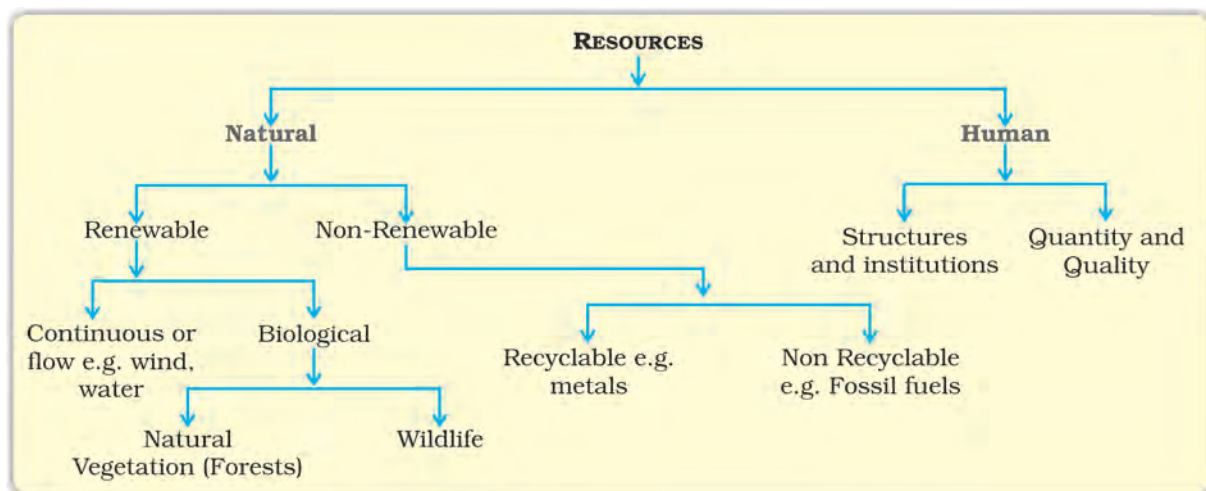 RESOURCES
Natural
Human
Renewable
Non-Renewable
Structures
and institutions
Quantity and
Quality
Continuous or
flow e.g. wind,
water
Biological
Recyclable e.g.
metals
Non Recyclable
e.g. Fossil fuels
Natural
Vegetation (Forests)
Wildlife